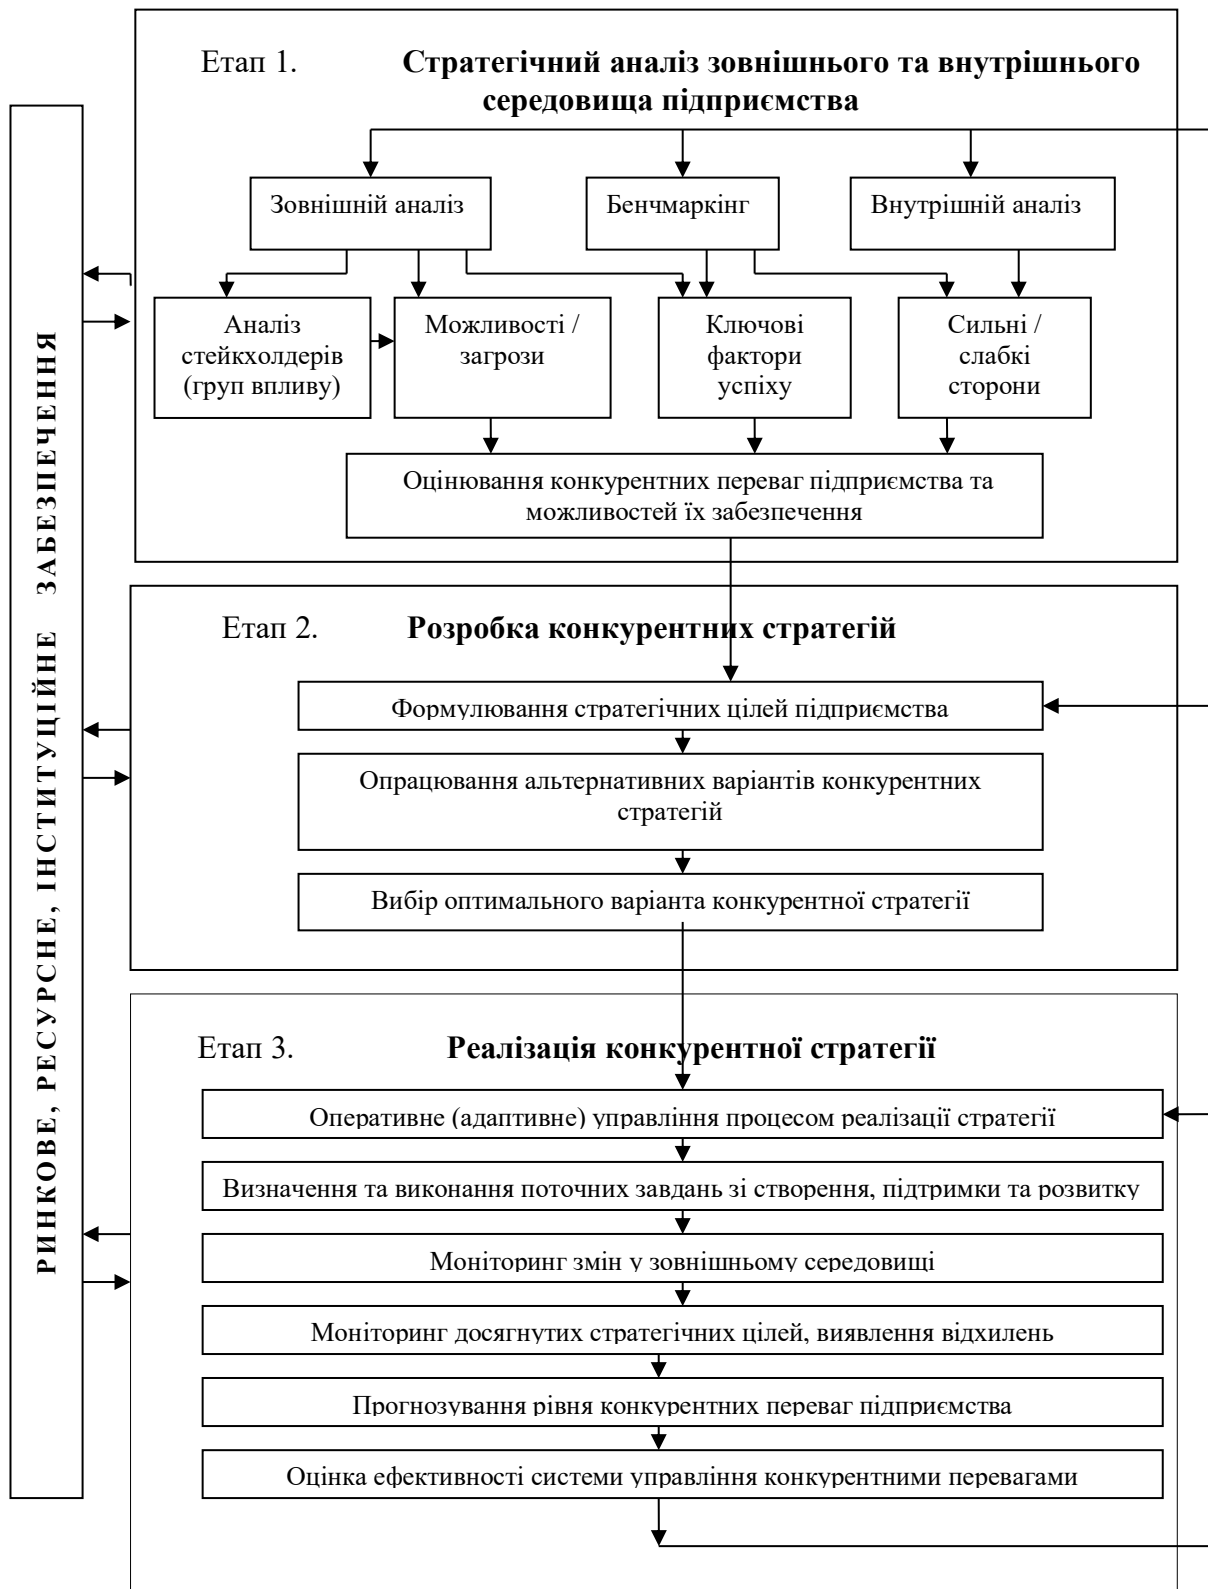 Етап 1. Стратегічний аналіз зовнішнього та внутрішнього
середовища підприємства
Зовнішній аналіз
Бенчмаркінг
Внутрішній аналіз
Аналіз
стейкхолдерів
(груп впливу)
Можливості /
загрози
Ключові
фактори
успіху
Сильні /
слабкі
сторони
Оцінювання конкурентних переваг підприємства та
можливостей їх забезпечення
Етап 2. Розробка конкурентних стратегій
Формулювання стратегічних цілей підприємства
Опрацювання альтернативних варіантів конкурентних
стратегій
Вибір оптимального варіанта конкурентної стратегії
Етап 3. Реалізація конкурентної стратегії
Оперативне (адаптивне) управління процесом реалізації стратегії
Визначення та виконання поточних завдань зі створення, підтримки та розвитку
Моніторинг змін у зовнішньому середовищі
Моніторинг досягнутих стратегічних цілей, виявлення відхилень
Прогнозування рівня конкурентних переваг підприємства
Оцінка ефективності системи управління конкурентними перевагами
РИНКОВЕ, РЕСУРСНЕ, ІНСТИТУЦІЙНЕ ЗАБЕЗПЕЧЕННЯ